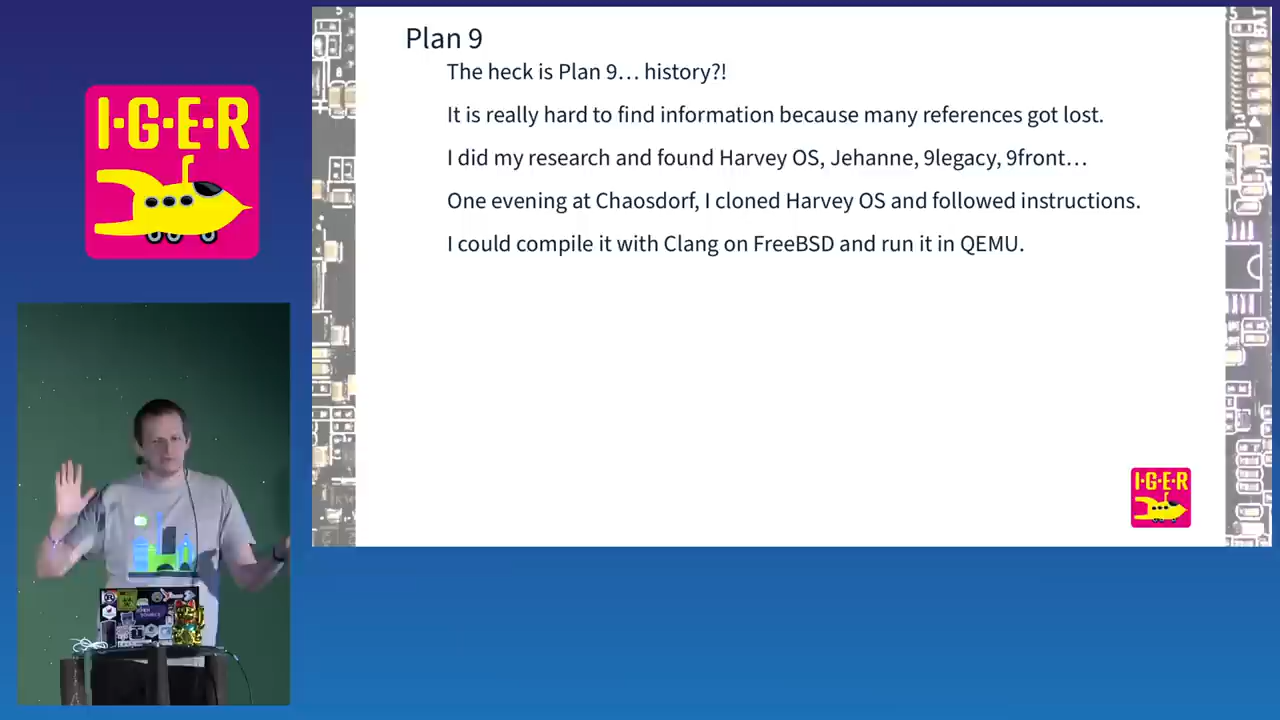 I·G·E·R
Plan 9
The heck is Plan 9… history?!
It is really hard to find information because many references got lost.
I did my research and found Harvey OS, Jehanne, 9legacy, 9front…
One evening at Chaosdorf, I cloned Harvey OS and followed instructions.
I could compile it with Clang on FreeBSD and run it in QEMU.
I·G·E·R